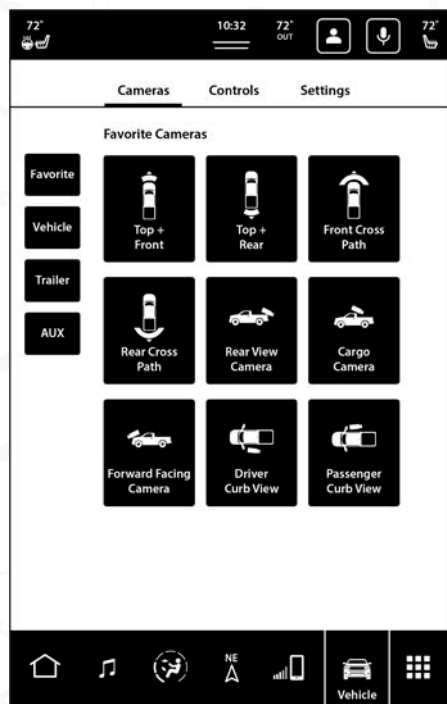 72°
10:32
72°
OUT
72°
Cameras Controls Settings
Favorite Cameras
Favorite
Vehicle
Trailer
AUX
Top +
Front
Top +
Rear
Front Cross
Path
Rear Cross
Path
Rear View
Camera
Cargo
Camera
Forward Facing
Camera
Driver
Curb View
Passenger
Curb View
NE
Vehicle